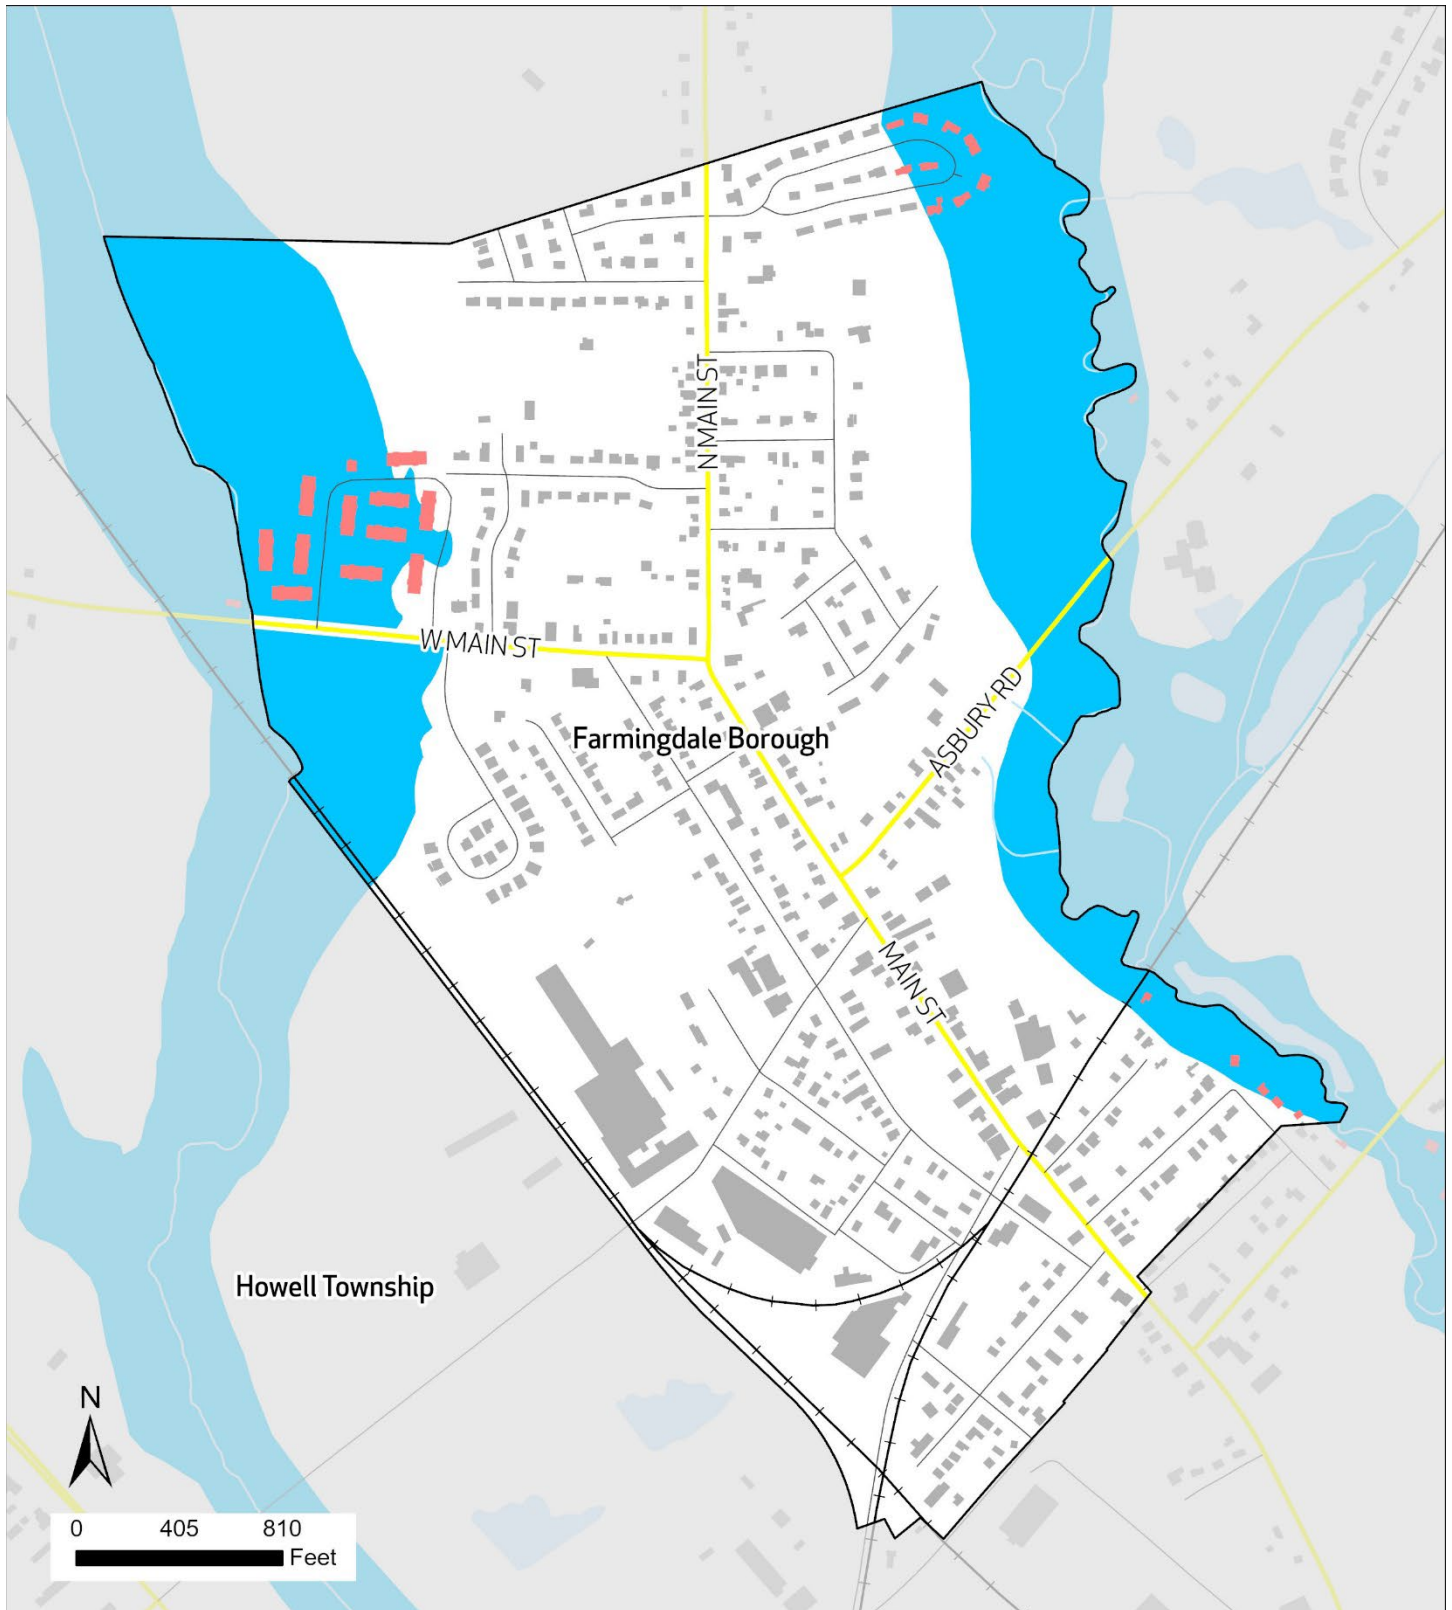 N MAIN ST
W MAIN ST
Farmingdale Borough
ASBURY RD
MAIN ST
Howell Township
N
0 405 810
Feet